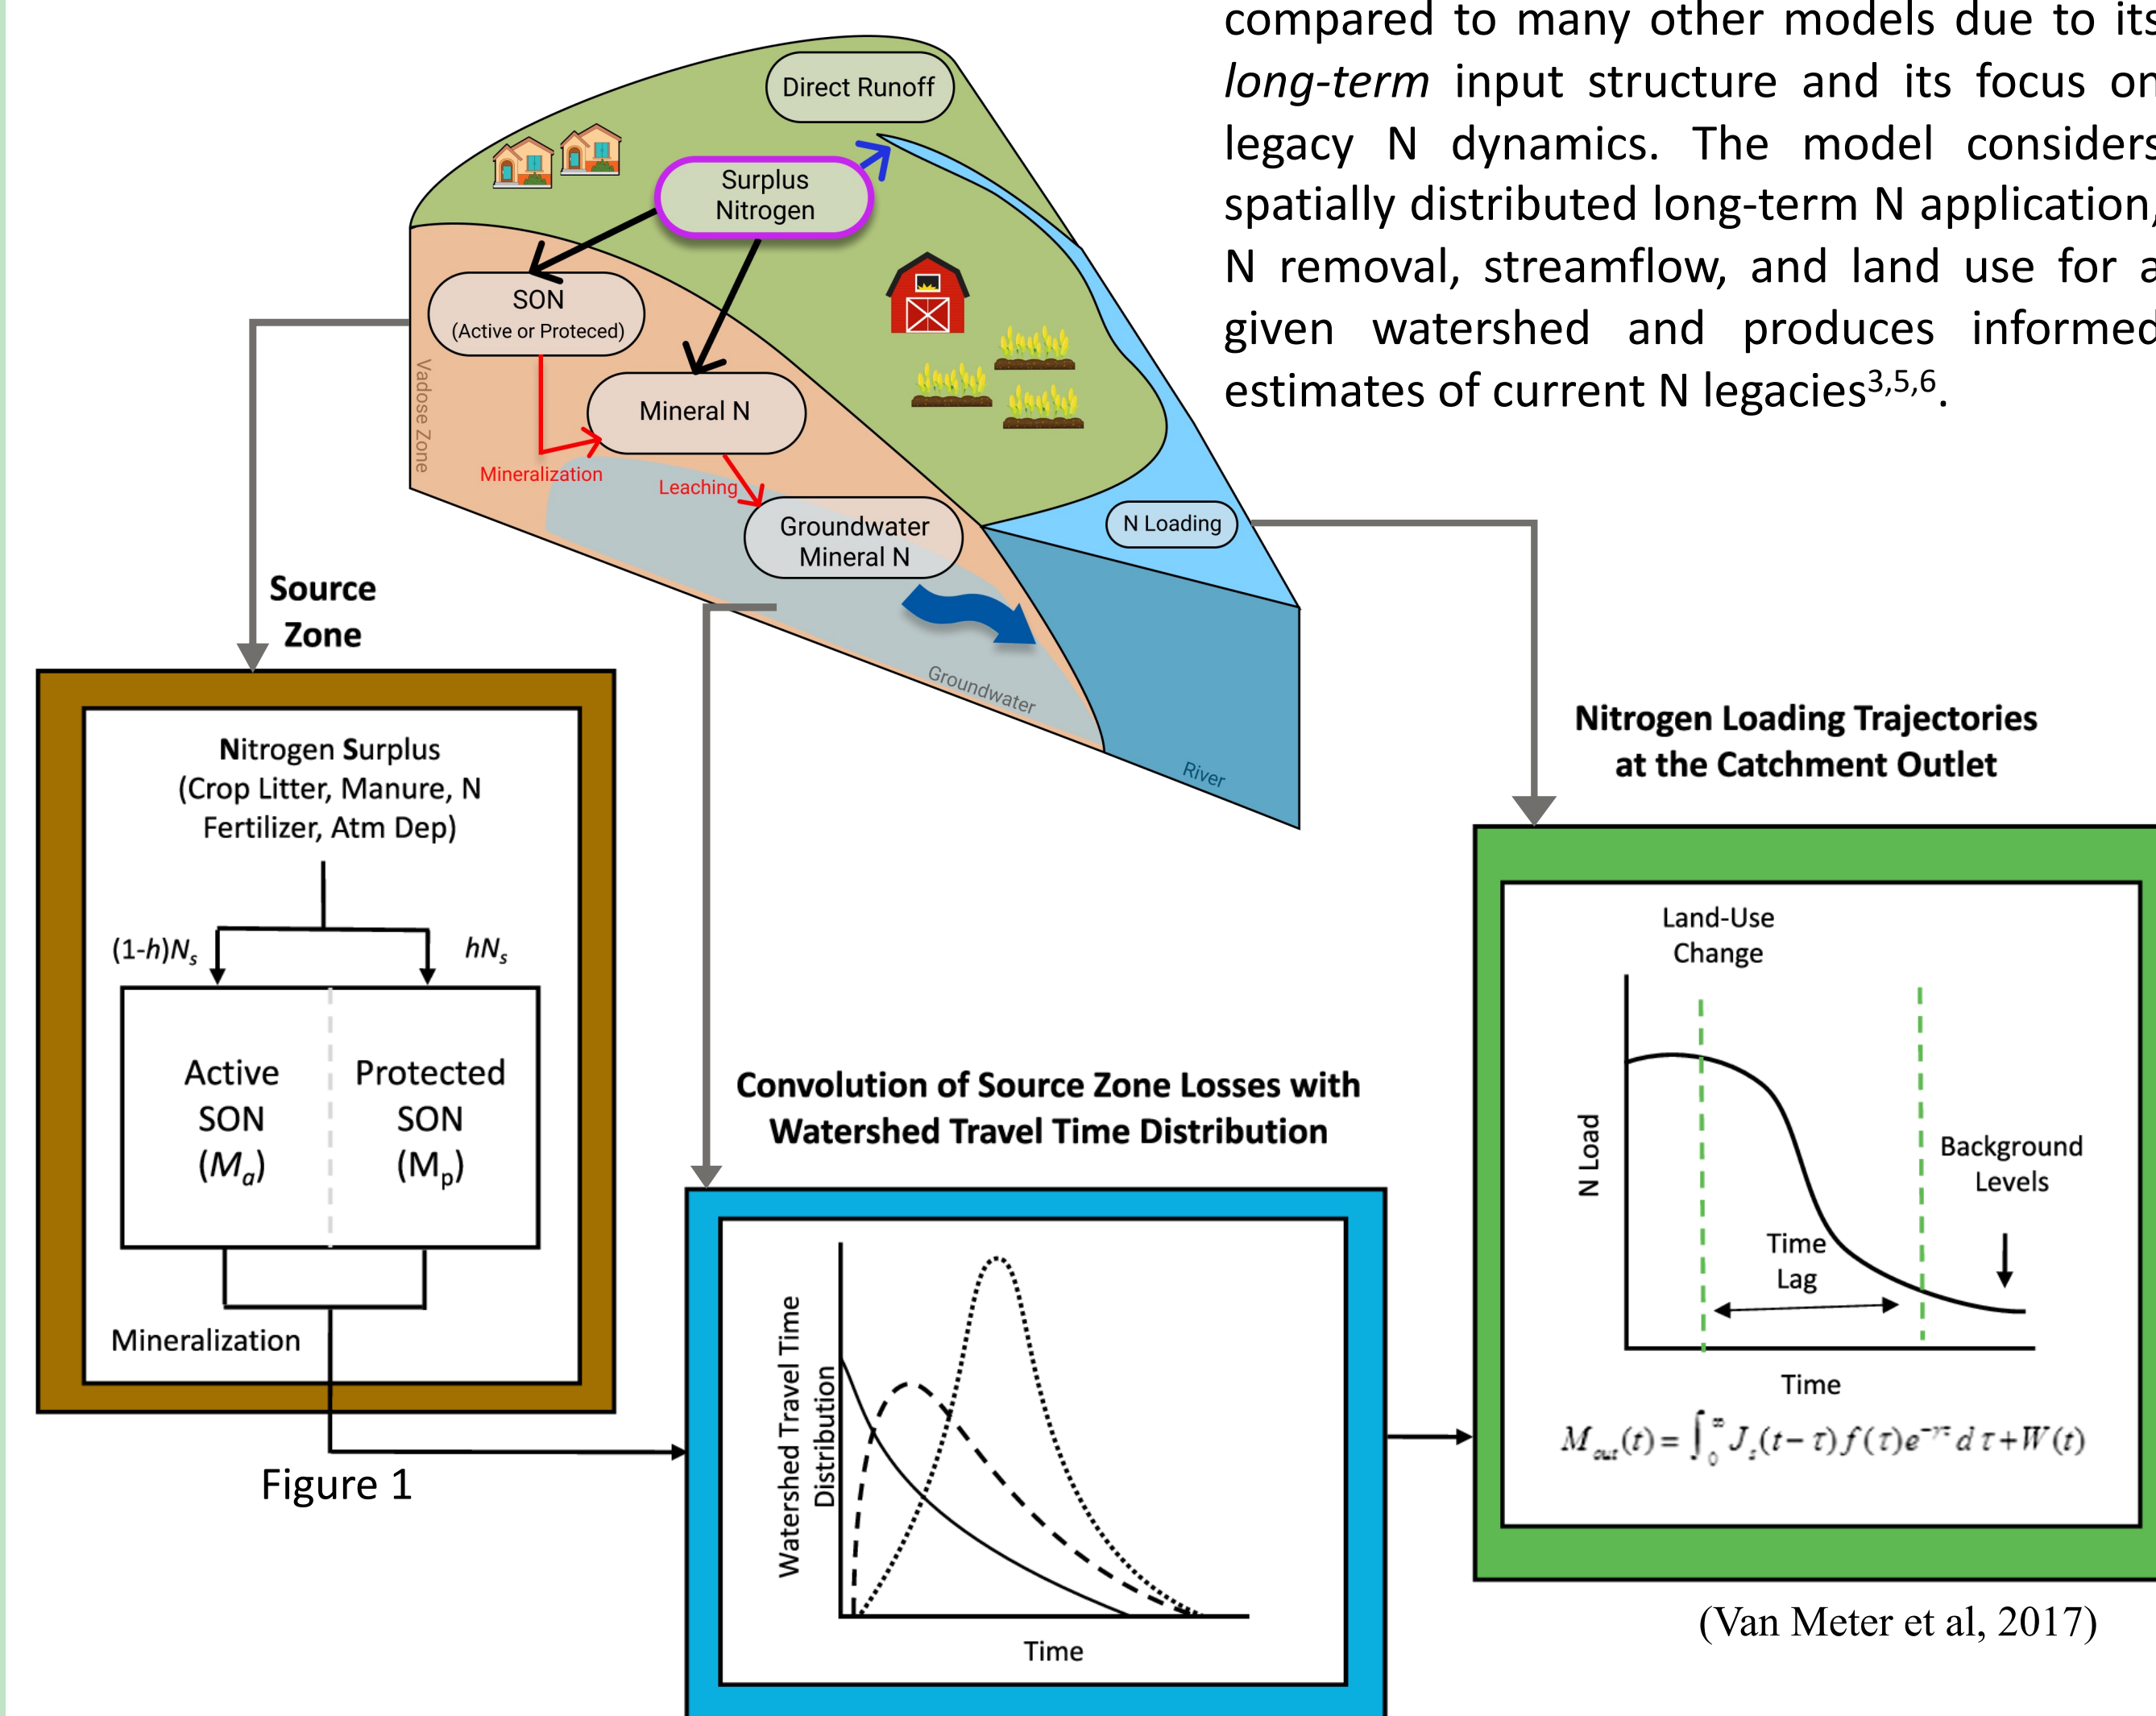 compared to many other models due to its
long-term input structure and its focus on
legacy N dynamics. The model considers
spatially distributed long-term N application,
N removal, streamflow, and land use for a
given watershed and produces informed
estimates of current N legacies3,5,6.
Direct Runoff
Surplus
Nitrogen
SON
(Active or Proteced)
Mineral N
Vadose Zone
Mineralization
Leaching
Groundwater
Mineral N
N Loading
Groundwater
River
Source
Zone
Nitrogen Surplus
(Crop Litter, Manure, N
Fertilizer, Atm Dep)
(1-h)Ns
hNs
Active
SON
(Ma)
Protected
SON
(Mp)
Mineralization
Figure 1
Convolution of Source Zone Losses with
Watershed Travel Time Distribution
Watershed Travel Time
Distribution
Time
Nitrogen Loading Trajectories
at the Catchment Outlet
Land-Use
Change
N Load
Time
Lag
Background
Levels
Time
M_out(t)=∫_0^∞ J_s(t−τ)f(τ)e^−γτ dτ+W(t)
(Van Meter et al, 2017)